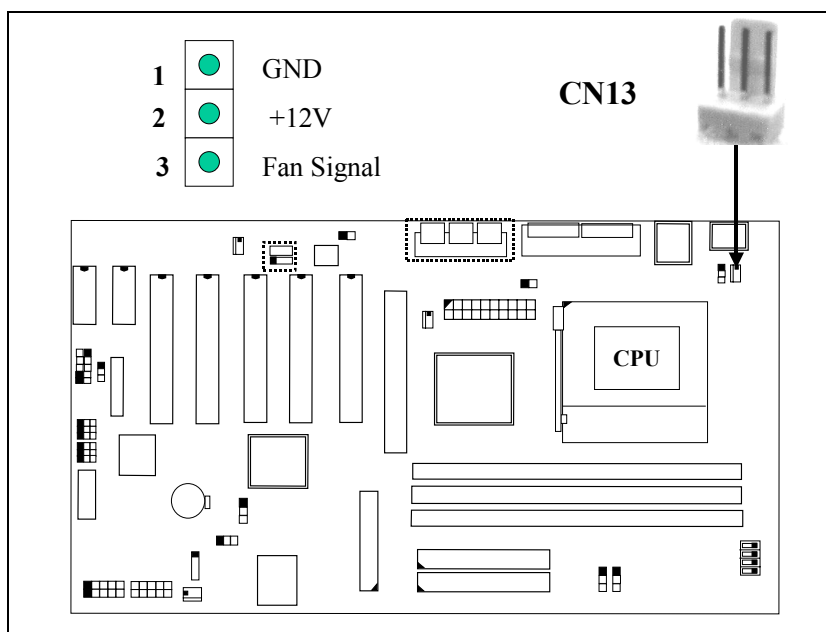 1 GND
2 +12V
3 Fan Signal
CN13
CPU